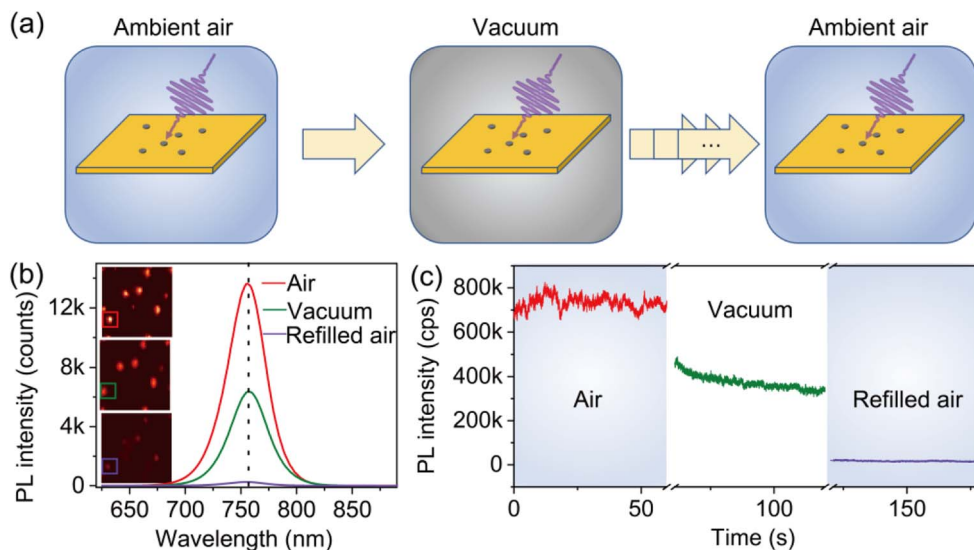 (a)
Ambient air
Vacuum
Ambient air
...
(b)
PL intensity (counts)
12k
8k
4k
0
Air
Vacuum
Refilled air
650 700 750 800 850
Wavelength (nm)
(c)
PL intensity (cps)
800k
600k
400k
200k
0
Air
Vacuum
Refilled air
0 50 100 150
Time (s)